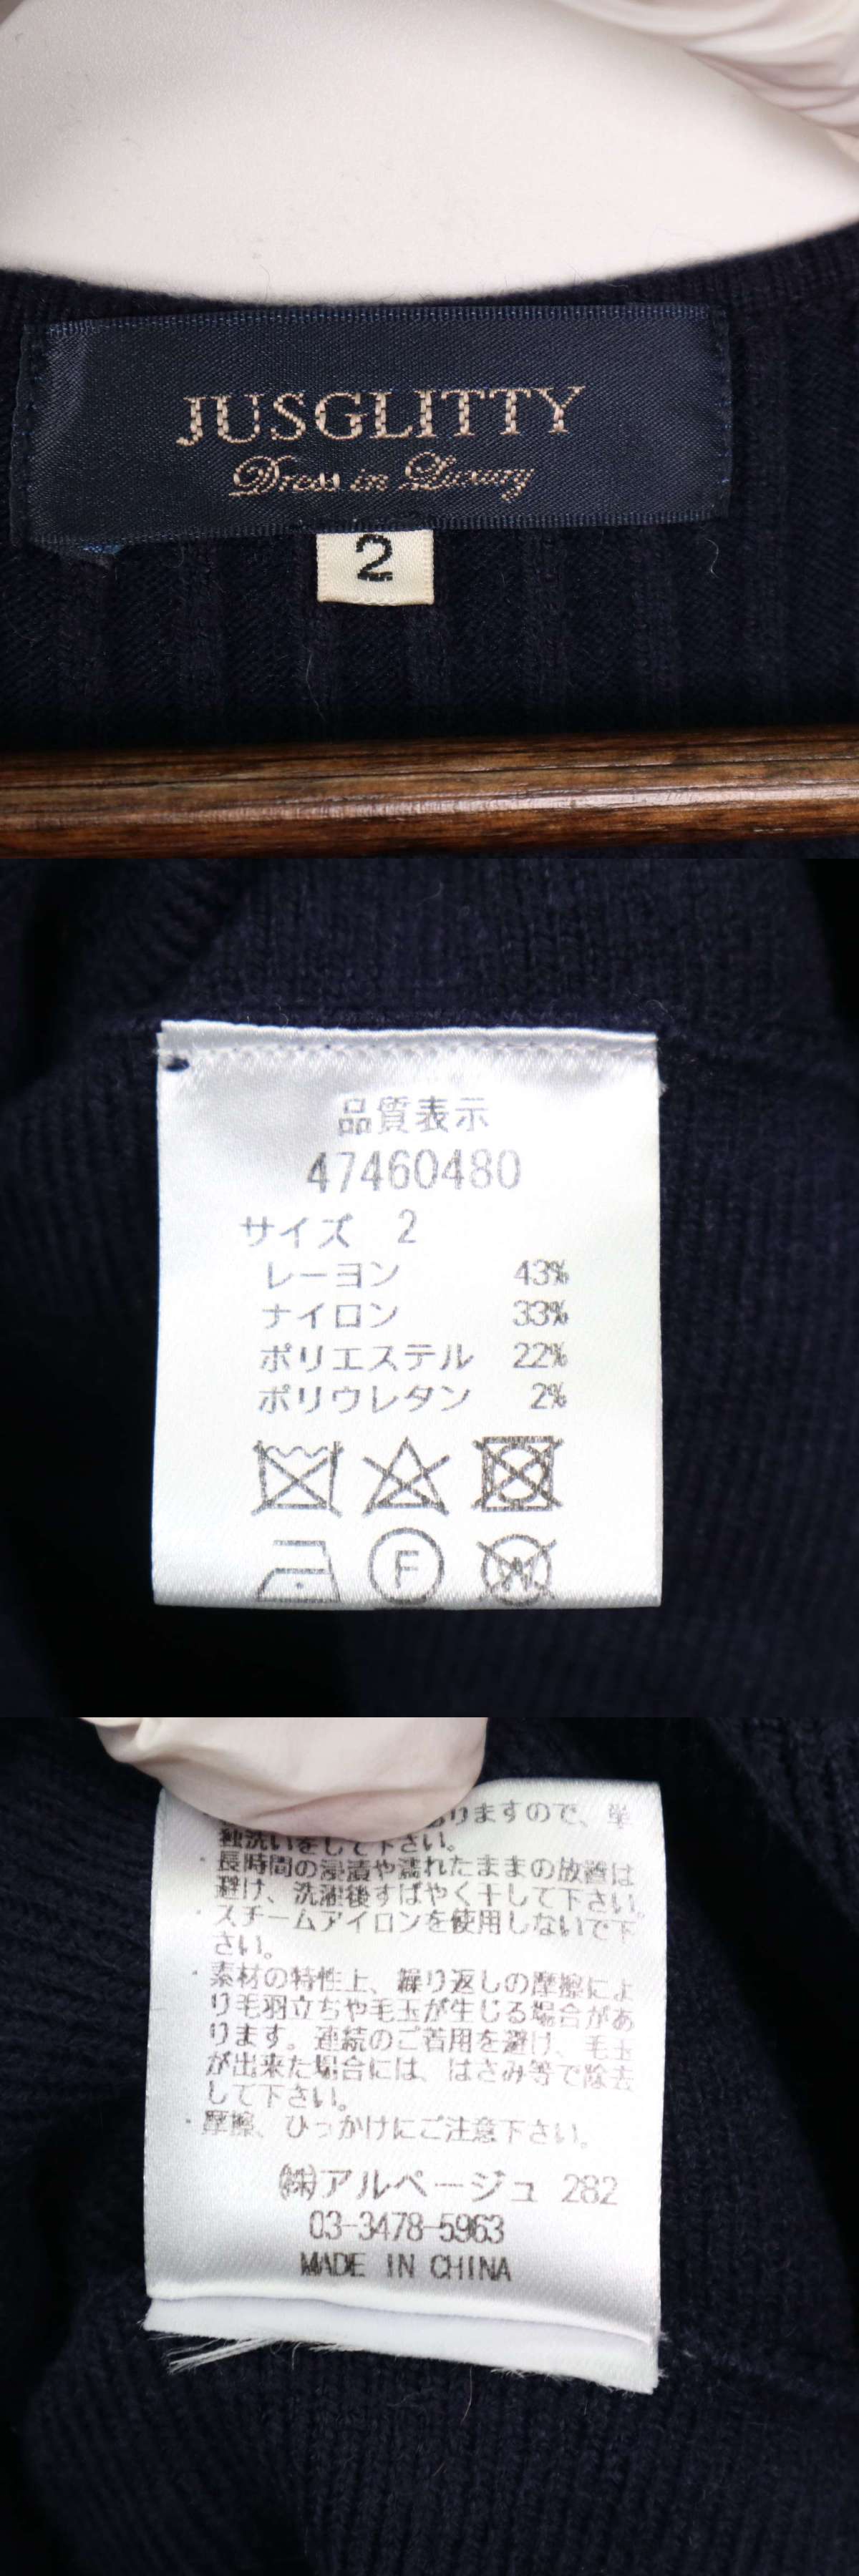 JUSGLITTY
Dress in Luxury
2
品質表示
47460480
サイズ 2
レーヨン 43%
ナイロン 33%
ポリエステル 22%
ポリウレタン 2%
F
W
りますので、単
独洗いをして下さい。
・長時間の浸漬や濡れたままの放置は
避け、洗濯後すばやく干して下さい。
・スチームアイロンを使用しないで下
さい。
・素材の特性上、繰り返しの摩擦によ
り毛羽立ちや毛玉が生じる場合があ
ります。連続のご着用を避け、毛玉
が出来た場合には、はさみ等で除去
して下さい。
・摩擦、ひっかけにご注意下さい。
㈱アルページュ 282
03-3478-5963
MADE IN CHINA